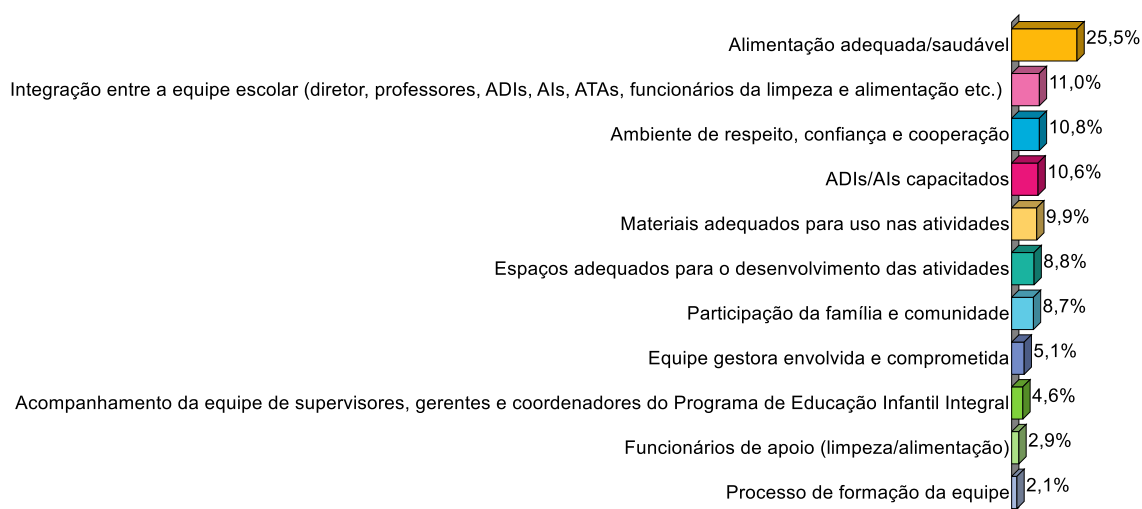 Alimentação adequada/saudável 25,5%
Integração entre a equipe escolar (diretor, professores, ADIs, AIs, ATAs, funcionários da limpeza e alimentação etc.) 11,0%
Ambiente de respeito, confiança e cooperação 10,8%
ADIs/AIs capacitados 10,6%
Materiais adequados para uso nas atividades 9,9%
Espaços adequados para o desenvolvimento das atividades 8,8%
Participação da família e comunidade 8,7%
Equipe gestora envolvida e comprometida 5,1%
Acompanhamento da equipe de supervisores, gerentes e coordenadores do Programa de Educação Infantil Integral 4,6%
Funcionários de apoio (limpeza/alimentação) 2,9%
Processo de formação da equipe 2,1%